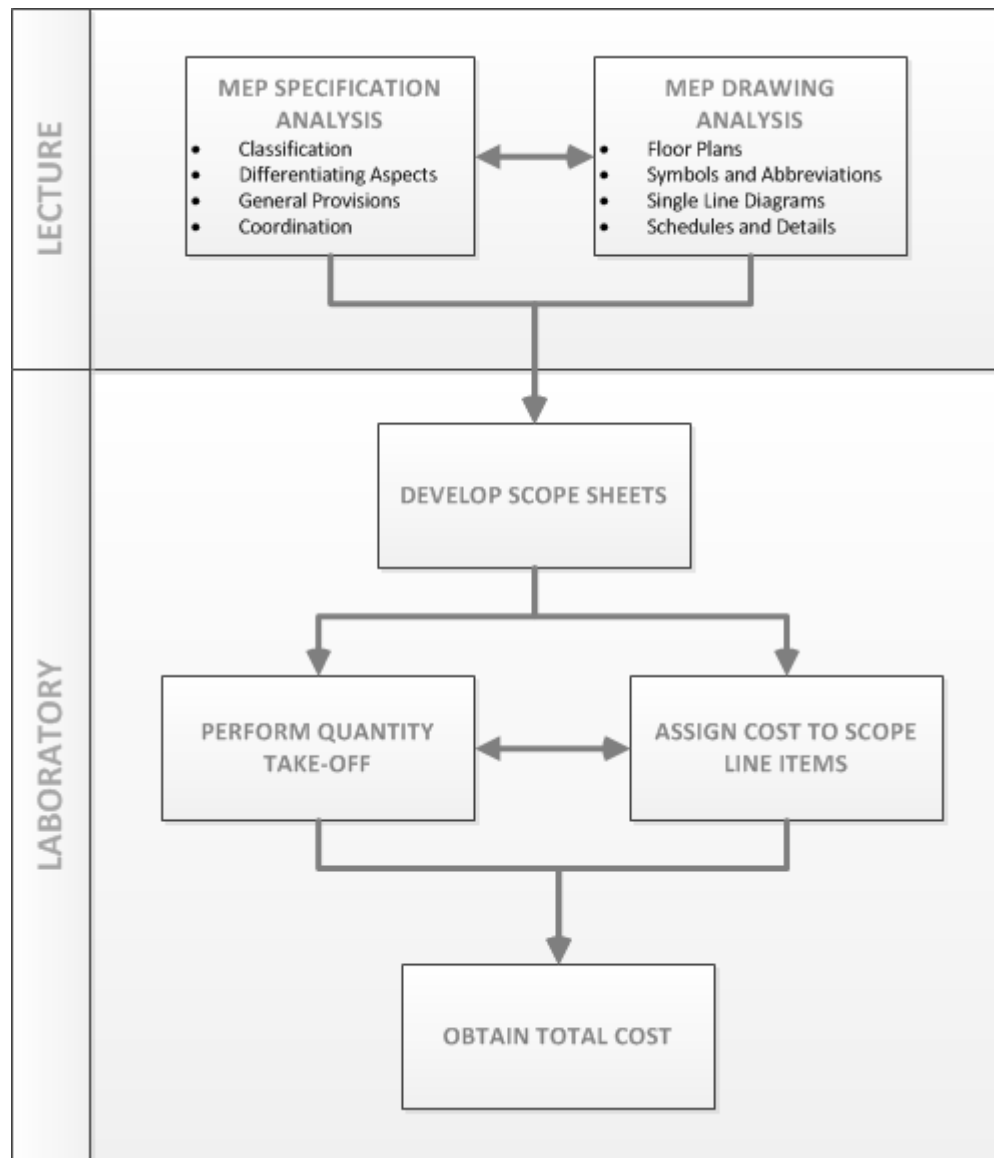 LECTURE
MEP SPECIFICATION
ANALYSIS
• Classification
• Differentiating Aspects
• General Provisions
• Coordination
MEP DRAWING
ANALYSIS
• Floor Plans
• Symbols and Abbreviations
• Single Line Diagrams
• Schedules and Details
LABORATORY
DEVELOP SCOPE SHEETS
PERFORM QUANTITY
TAKE-OFF
ASSIGN COST TO SCOPE
LINE ITEMS
OBTAIN TOTAL COST